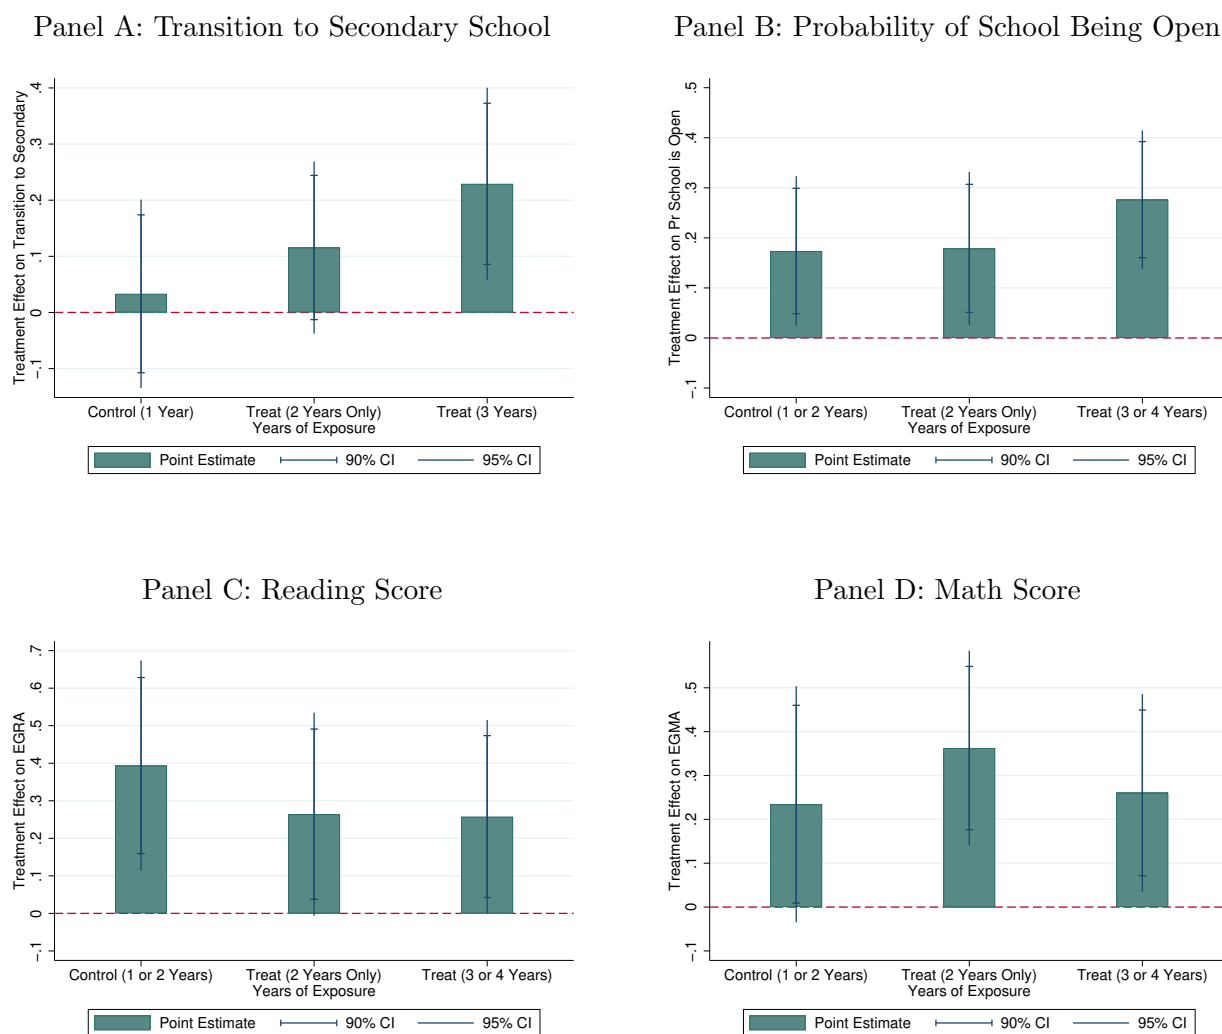 Panel A: Transition to Secondary School
Treatment Effect on Transition to Secondary
.4
.3
.2
.1
0
-.1
Control (1 Year) Treat (2 Years Only) Treat (3 Years)
Years of Exposure
Point Estimate 90% CI 95% CI
Panel B: Probability of School Being Open
Treatment Effect on Pr School is Open
.5
.4
.3
.2
.1
0
-.1
Control (1 or 2 Years) Treat (2 Years Only) Treat (3 or 4 Years)
Years of Exposure
Point Estimate 90% CI 95% CI
Panel C: Reading Score
Treatment Effect on EGRA
.7
.6
.5
.4
.3
.2
.1
0
-.1
Control (1 or 2 Years) Treat (2 Years Only) Treat (3 or 4 Years)
Years of Exposure
Point Estimate 90% CI 95% CI
Panel D: Math Score
Treatment Effect on EGMA
.5
.4
.3
.2
.1
0
-.1
Control (1 or 2 Years) Treat (2 Years Only) Treat (3 or 4 Years)
Years of Exposure
Point Estimate 90% CI 95% CI